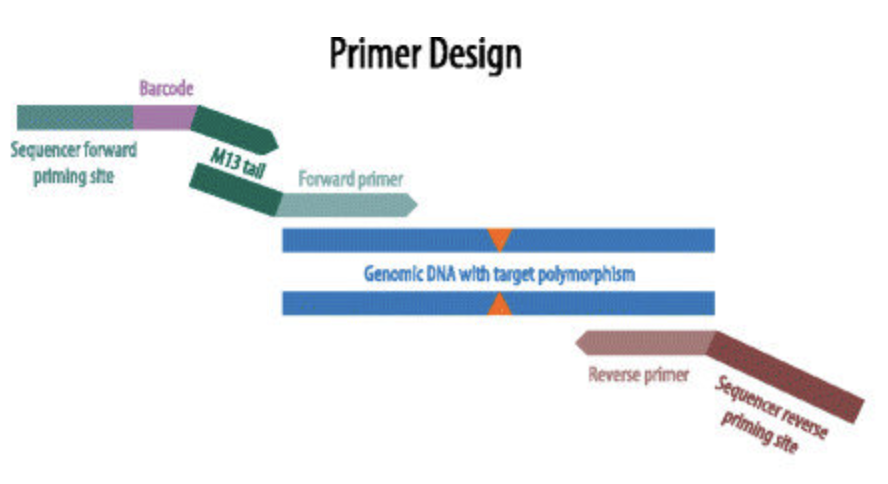 Primer Design
Barcode
Sequencer forward
priming site
M13 tail
Forward primer
Genomic DNA with target polymorphism
Reverse primer
Sequencer reverse
priming site